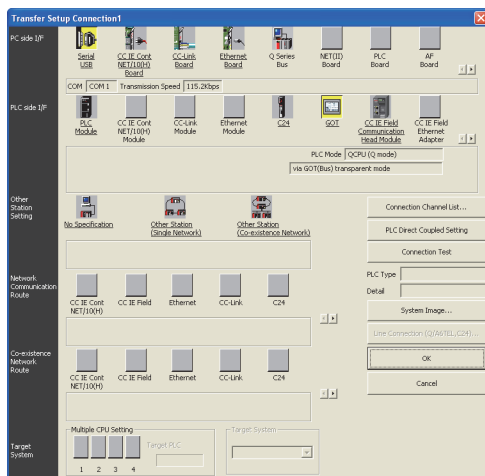 Transfer Setup Connection1
PC side I/F
Serial
USB
CC IE Cont
NET/10(H)
Board
CC-Link
Board
Ethernet
Board
Q Series
Bus
NET(II)
Board
PLC
Board
AF
Board
COM COM 1 Transmission Speed 115.2Kbps
PLC side I/F
PLC
Module
CC IE Cont
NET/10(H)
Module
CC-Link
Module
Ethernet
Module
C24
GOT
CC IE Field
Communication
Head Module
CC IE Field
Ethernet
Adapter
PLC Mode QCPU (Q mode)
via GOT(Bus) transparent mode
Other
Station
Setting
No Specification
Other Station
(Single Network)
Other Station
(Co-existence Network)
Connection Channel List...
PLC Direct Coupled Setting
Connection Test
PLC Type
Detail
System Image...
Line Connection (Q/A6TEL,C24)...
OK
Cancel
Network
Communication
Route
CC IE Cont
NET/10(H)
CC IE Field
Ethernet
CC-Link
C24
Co-existence
Network
Route
CC IE Cont
NET/10(H)
CC IE Field
Ethernet
CC-Link
C24
Target
System
Multiple CPU Setting
1 2 3 4
Target PLC
Target System